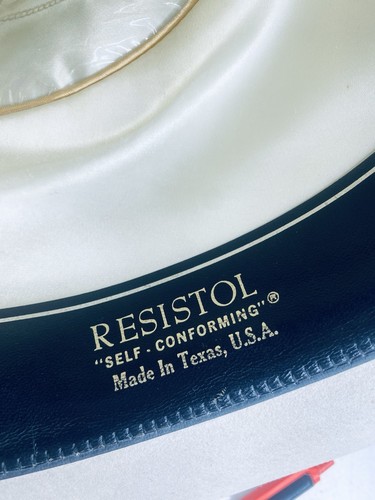 RESISTOL
"SELF - CONFORMING"®
Made In Texas, U.S.A.